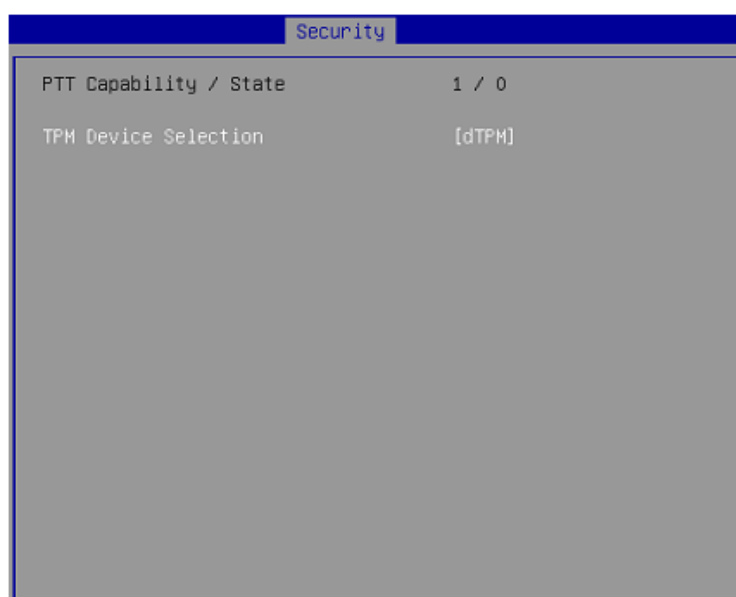 Security
PTT Capability / State 1 / 0
TPM Device Selection [dTPM]